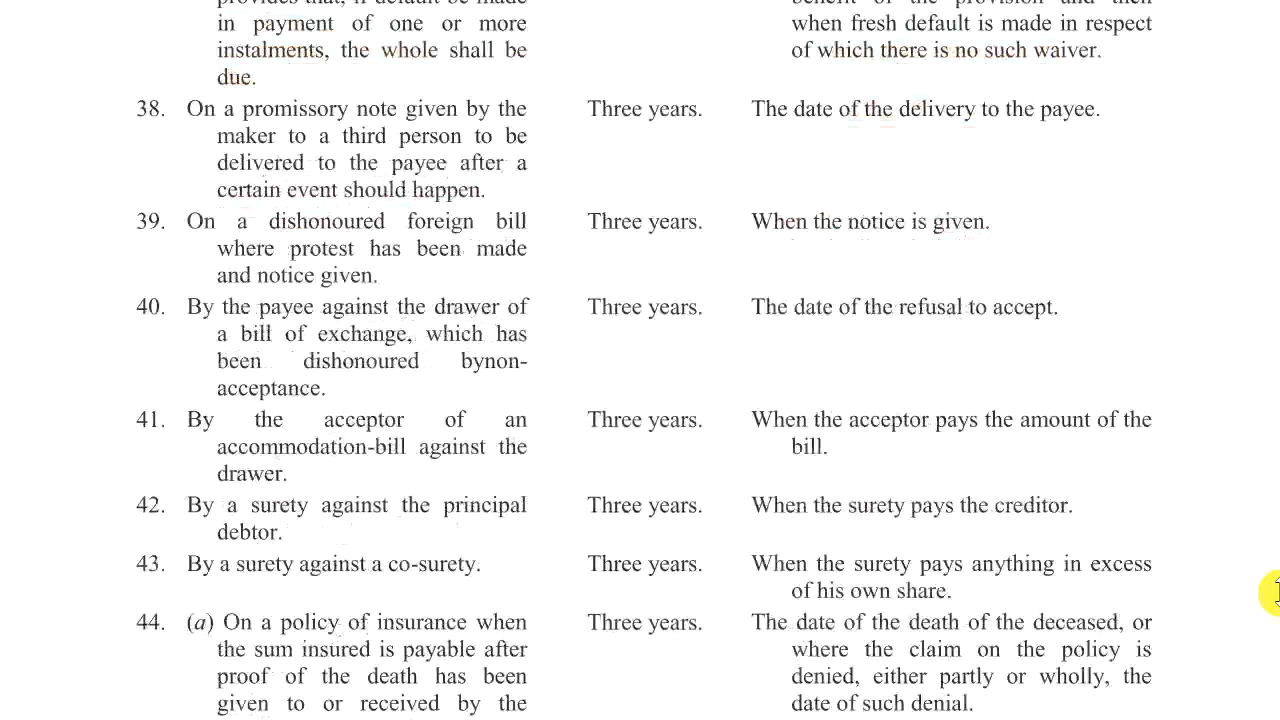 provides that, if default be made
in payment of one or more
instalments, the whole shall be
due.
benefit of the provision and then
when fresh default is made in respect
of which there is no such waiver.
38. On a promissory note given by the
maker to a third person to be
delivered to the payee after a
certain event should happen.
Three years.
The date of the delivery to the payee.
39. On a dishonoured foreign bill
where protest has been made
and notice given.
Three years.
When the notice is given.
40. By the payee against the drawer of
a bill of exchange, which has
been dishonoured bynon-
acceptance.
Three years.
The date of the refusal to accept.
41. By the acceptor of an
accommodation-bill against the
drawer.
Three years.
When the acceptor pays the amount of the
bill.
42. By a surety against the principal
debtor.
Three years.
When the surety pays the creditor.
43. By a surety against a co-surety.
Three years.
When the surety pays anything in excess
of his own share.
44. (a) On a policy of insurance when
the sum insured is payable after
proof of the death has been
given to or received by the
Three years.
The date of the death of the deceased, or
where the claim on the policy is
denied, either partly or wholly, the
date of such denial.